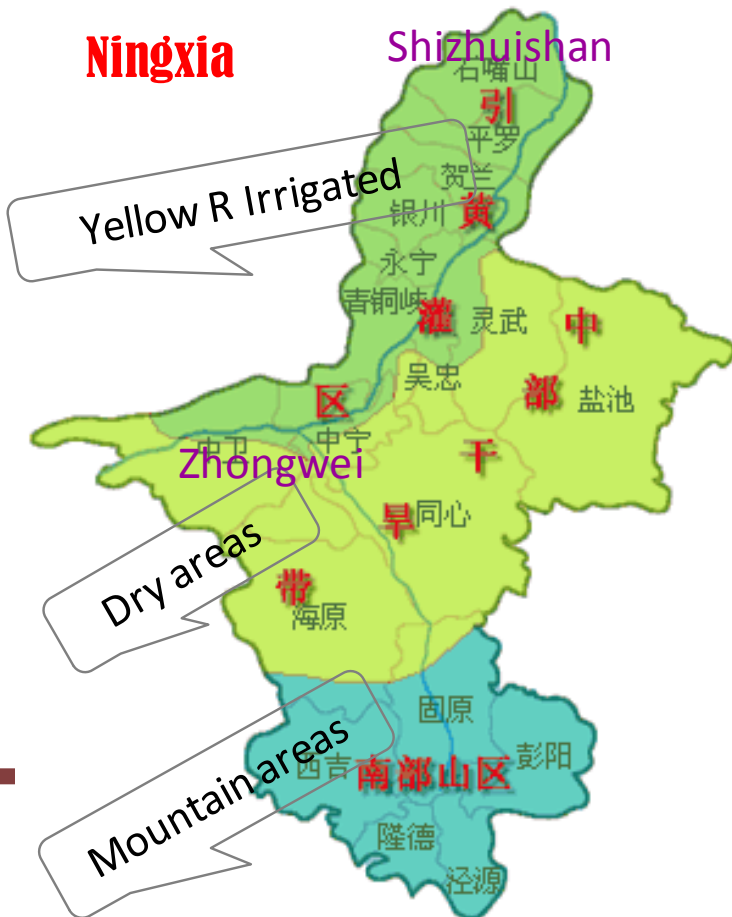 Ningxia
Shizhuishan
石嘴山
引
平罗
Yellow R Irrigated
贺兰
银川
黄
永宁
青铜峡
灌
灵武
中
吴忠
部
盐池
区
中卫
中宁
Zhongwei
干
旱
同心
Dry areas
带
海原
固原
Mountain areas
西吉
彭阳
南部山区
隆德
泾源